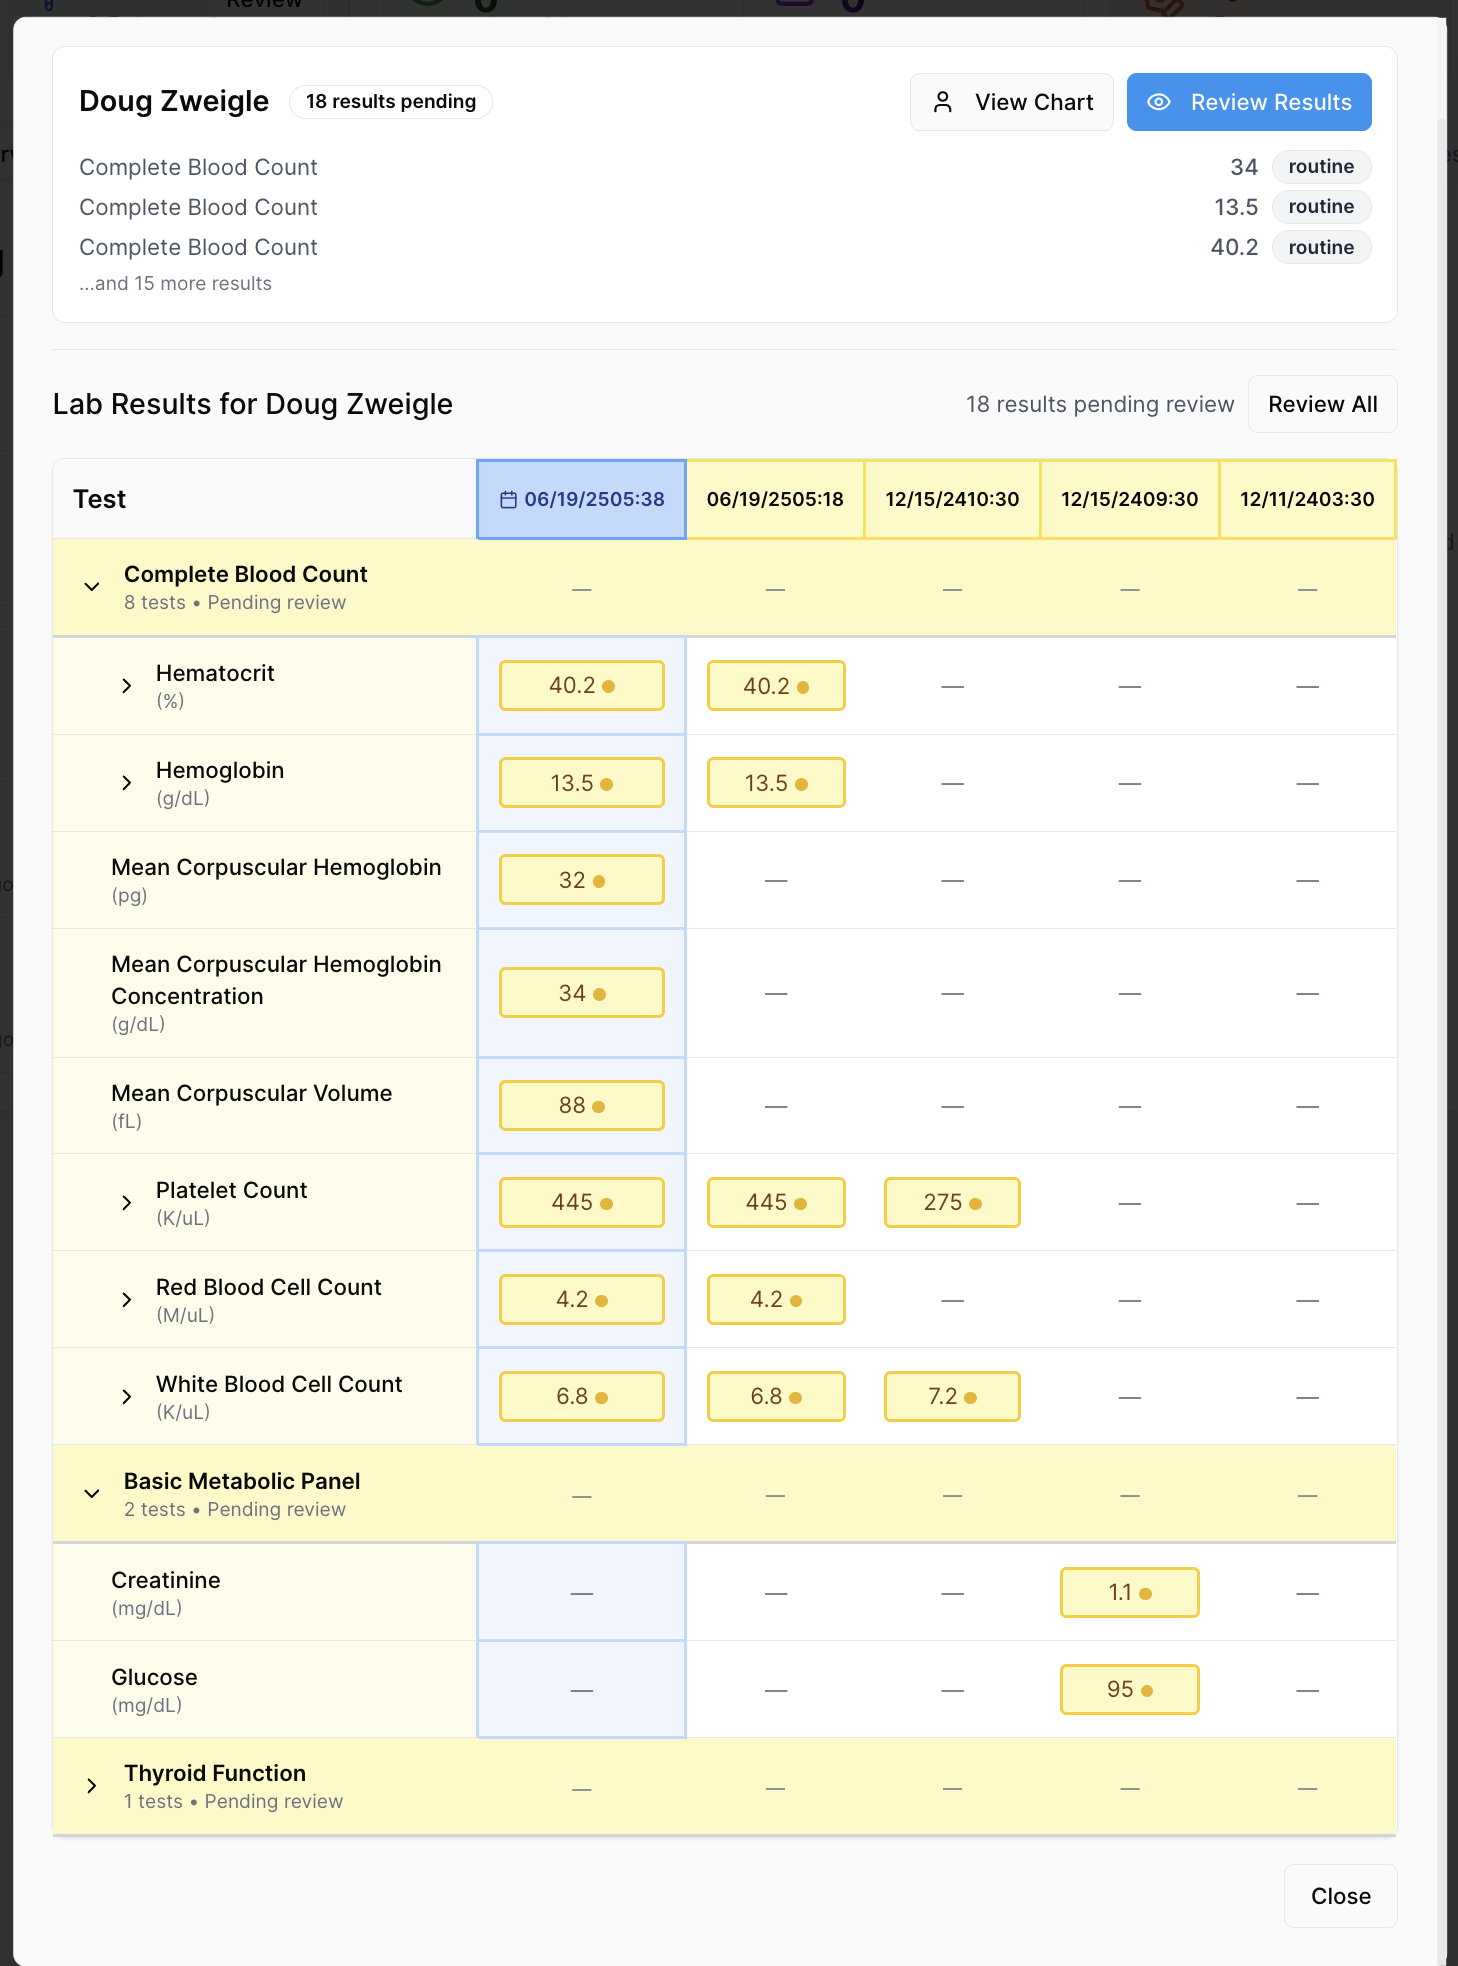 Review
Doug Zweigle
18 results pending
View Chart
Review Results
Complete Blood Count 34 routine
Complete Blood Count 13.5 routine
Complete Blood Count 40.2 routine
...and 15 more results
Lab Results for Doug Zweigle
18 results pending review
Review All
Test 06/19/2505:38 06/19/2505:18 12/15/2410:30 12/15/2409:30 12/11/2403:30
Complete Blood Count — — — — —
8 tests • Pending review
Hematocrit 40.2 40.2 — — —
(%)
Hemoglobin 13.5 13.5 — — —
(g/dL)
Mean Corpuscular Hemoglobin 32 — — — —
(pg)
Mean Corpuscular Hemoglobin
Concentration 34 — — — —
(g/dL)
Mean Corpuscular Volume 88 — — — —
(fL)
Platelet Count 445 445 275 — —
(K/uL)
Red Blood Cell Count 4.2 4.2 — — —
(M/uL)
White Blood Cell Count 6.8 6.8 7.2 — —
(K/uL)
Basic Metabolic Panel — — — — —
2 tests • Pending review
Creatinine — — — 1.1 —
(mg/dL)
Glucose — — — 95 —
(mg/dL)
Thyroid Function — — — — —
1 tests • Pending review
Close